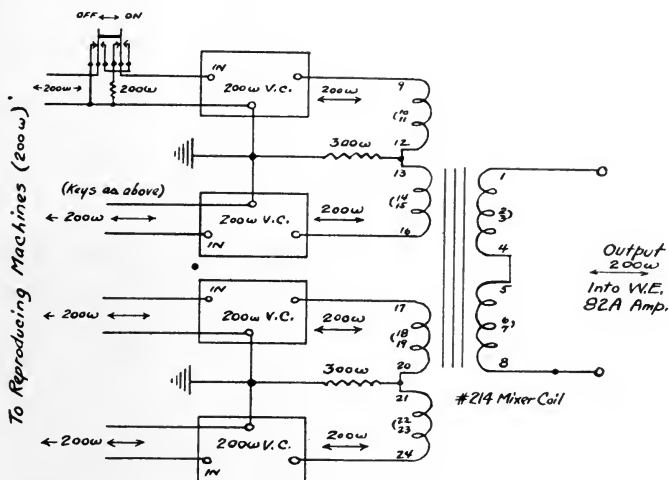 OFF ↔ ON
To Reproducing Machines (200ω)'
←200ω→
200ω
IN
200ω V.C.
200ω
9
10
11
12
300ω
13
14
15
16
(Keys as above)
← 200ω
200ω V.C.
IN
200ω
1
2
3
4
5
6
7
8
Output
200ω
Into W.E.
82A Amp.
← 200ω
IN
200ω V.C.
200ω
17
18
19
20
300ω
21
22
23
24
#214 Mixer Coil
← 200ω
200ω V.C.
IN
200ω